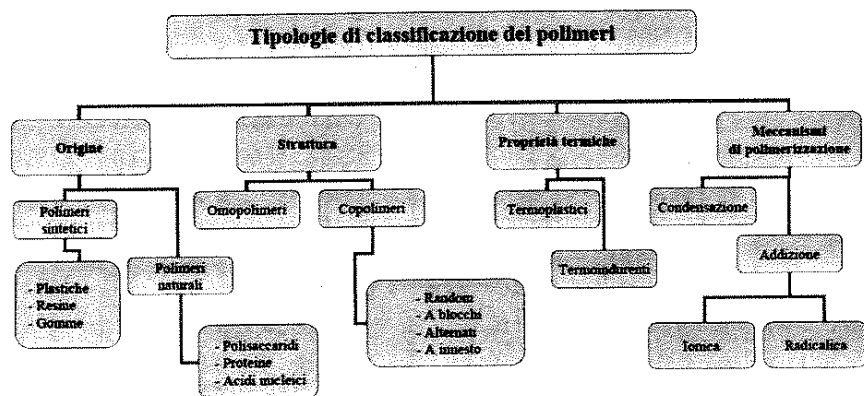 Tipologie di classificazione dei polimeri
Origine
Struttura
Proprietà termiche
Meccanismi
di polimerizzazione
Polimeri
sintetici
Polimeri
naturali
Omopolimeri
Copolimeri
Termoplastici
Termoindurenti
Condensazione
Addizione
- Plastiche
- Resine
- Gomme
- Polisaccaridi
- Proteine
- Acidi nucleici
- Random
- A blocchi
- Alternati
- A innesto
Ionica
Radicalica